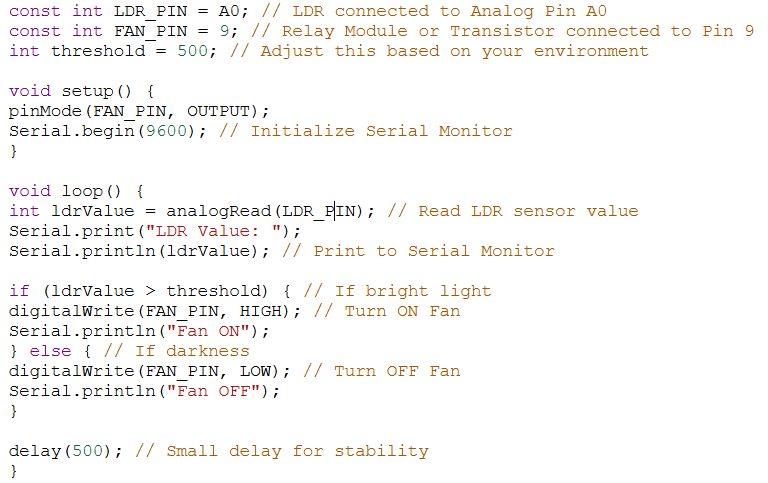 const int LDR_PIN = A0; // LDR connected to Analog Pin A0
const int FAN_PIN = 9; // Relay Module or Transistor connected to Pin 9
int threshold = 500; // Adjust this based on your environment

void setup() {
pinMode(FAN_PIN, OUTPUT);
Serial.begin(9600); // Initialize Serial Monitor
}

void loop() {
int ldrValue = analogRead(LDR_PIN); // Read LDR sensor value
Serial.print("LDR Value: ");
Serial.println(ldrValue); // Print to Serial Monitor

if (ldrValue > threshold) { // If bright light
digitalWrite(FAN_PIN, HIGH); // Turn ON Fan
Serial.println("Fan ON");
} else { // If darkness
digitalWrite(FAN_PIN, LOW); // Turn OFF Fan
Serial.println("Fan OFF");
}

delay(500); // Small delay for stability
}